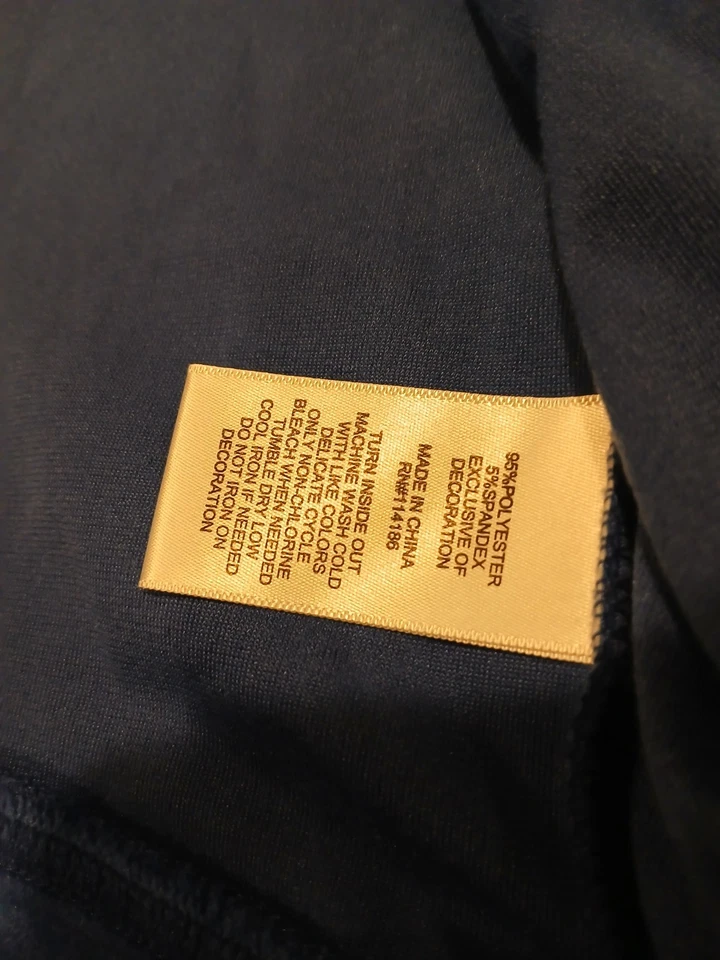 95%POLYESTER
5%SPANDEX
EXCLUSIVE OF
DECORATION
MADE IN CHINA
RN#114186
TURN INSIDE OUT
MACHINE WASH COLD
WITH LIKE COLORS
DELICATE CYCLE
ONLY NON-CHLORINE
BLEACH WHEN NEEDED
TUMBLE DRY LOW
COOL IRON IF NEEDED
DO NOT IRON ON
DECORATION